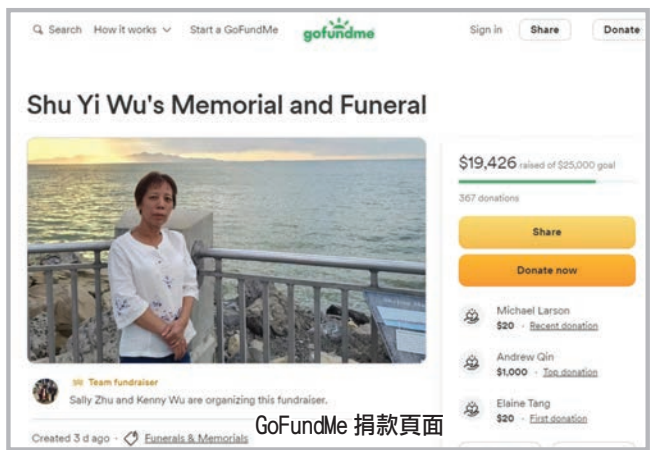 Search How it works Start a GoFundMe gofundme Sign in Share Donate
Shu Yi Wu's Memorial and Funeral
$19,426 raised of $25,000 goal
367 donations
Share
Donate now
Michael Larson
$20 · Recent donation
Andrew Qin
$1,000 · Top donation
Elaine Tang
$20 · First donation
Team fundraiser
Sally Zhu and Kenny Wu are organizing this fundraiser.
Created 3 d ago · Funerals & Memorials
GoFundMe 捐款頁面